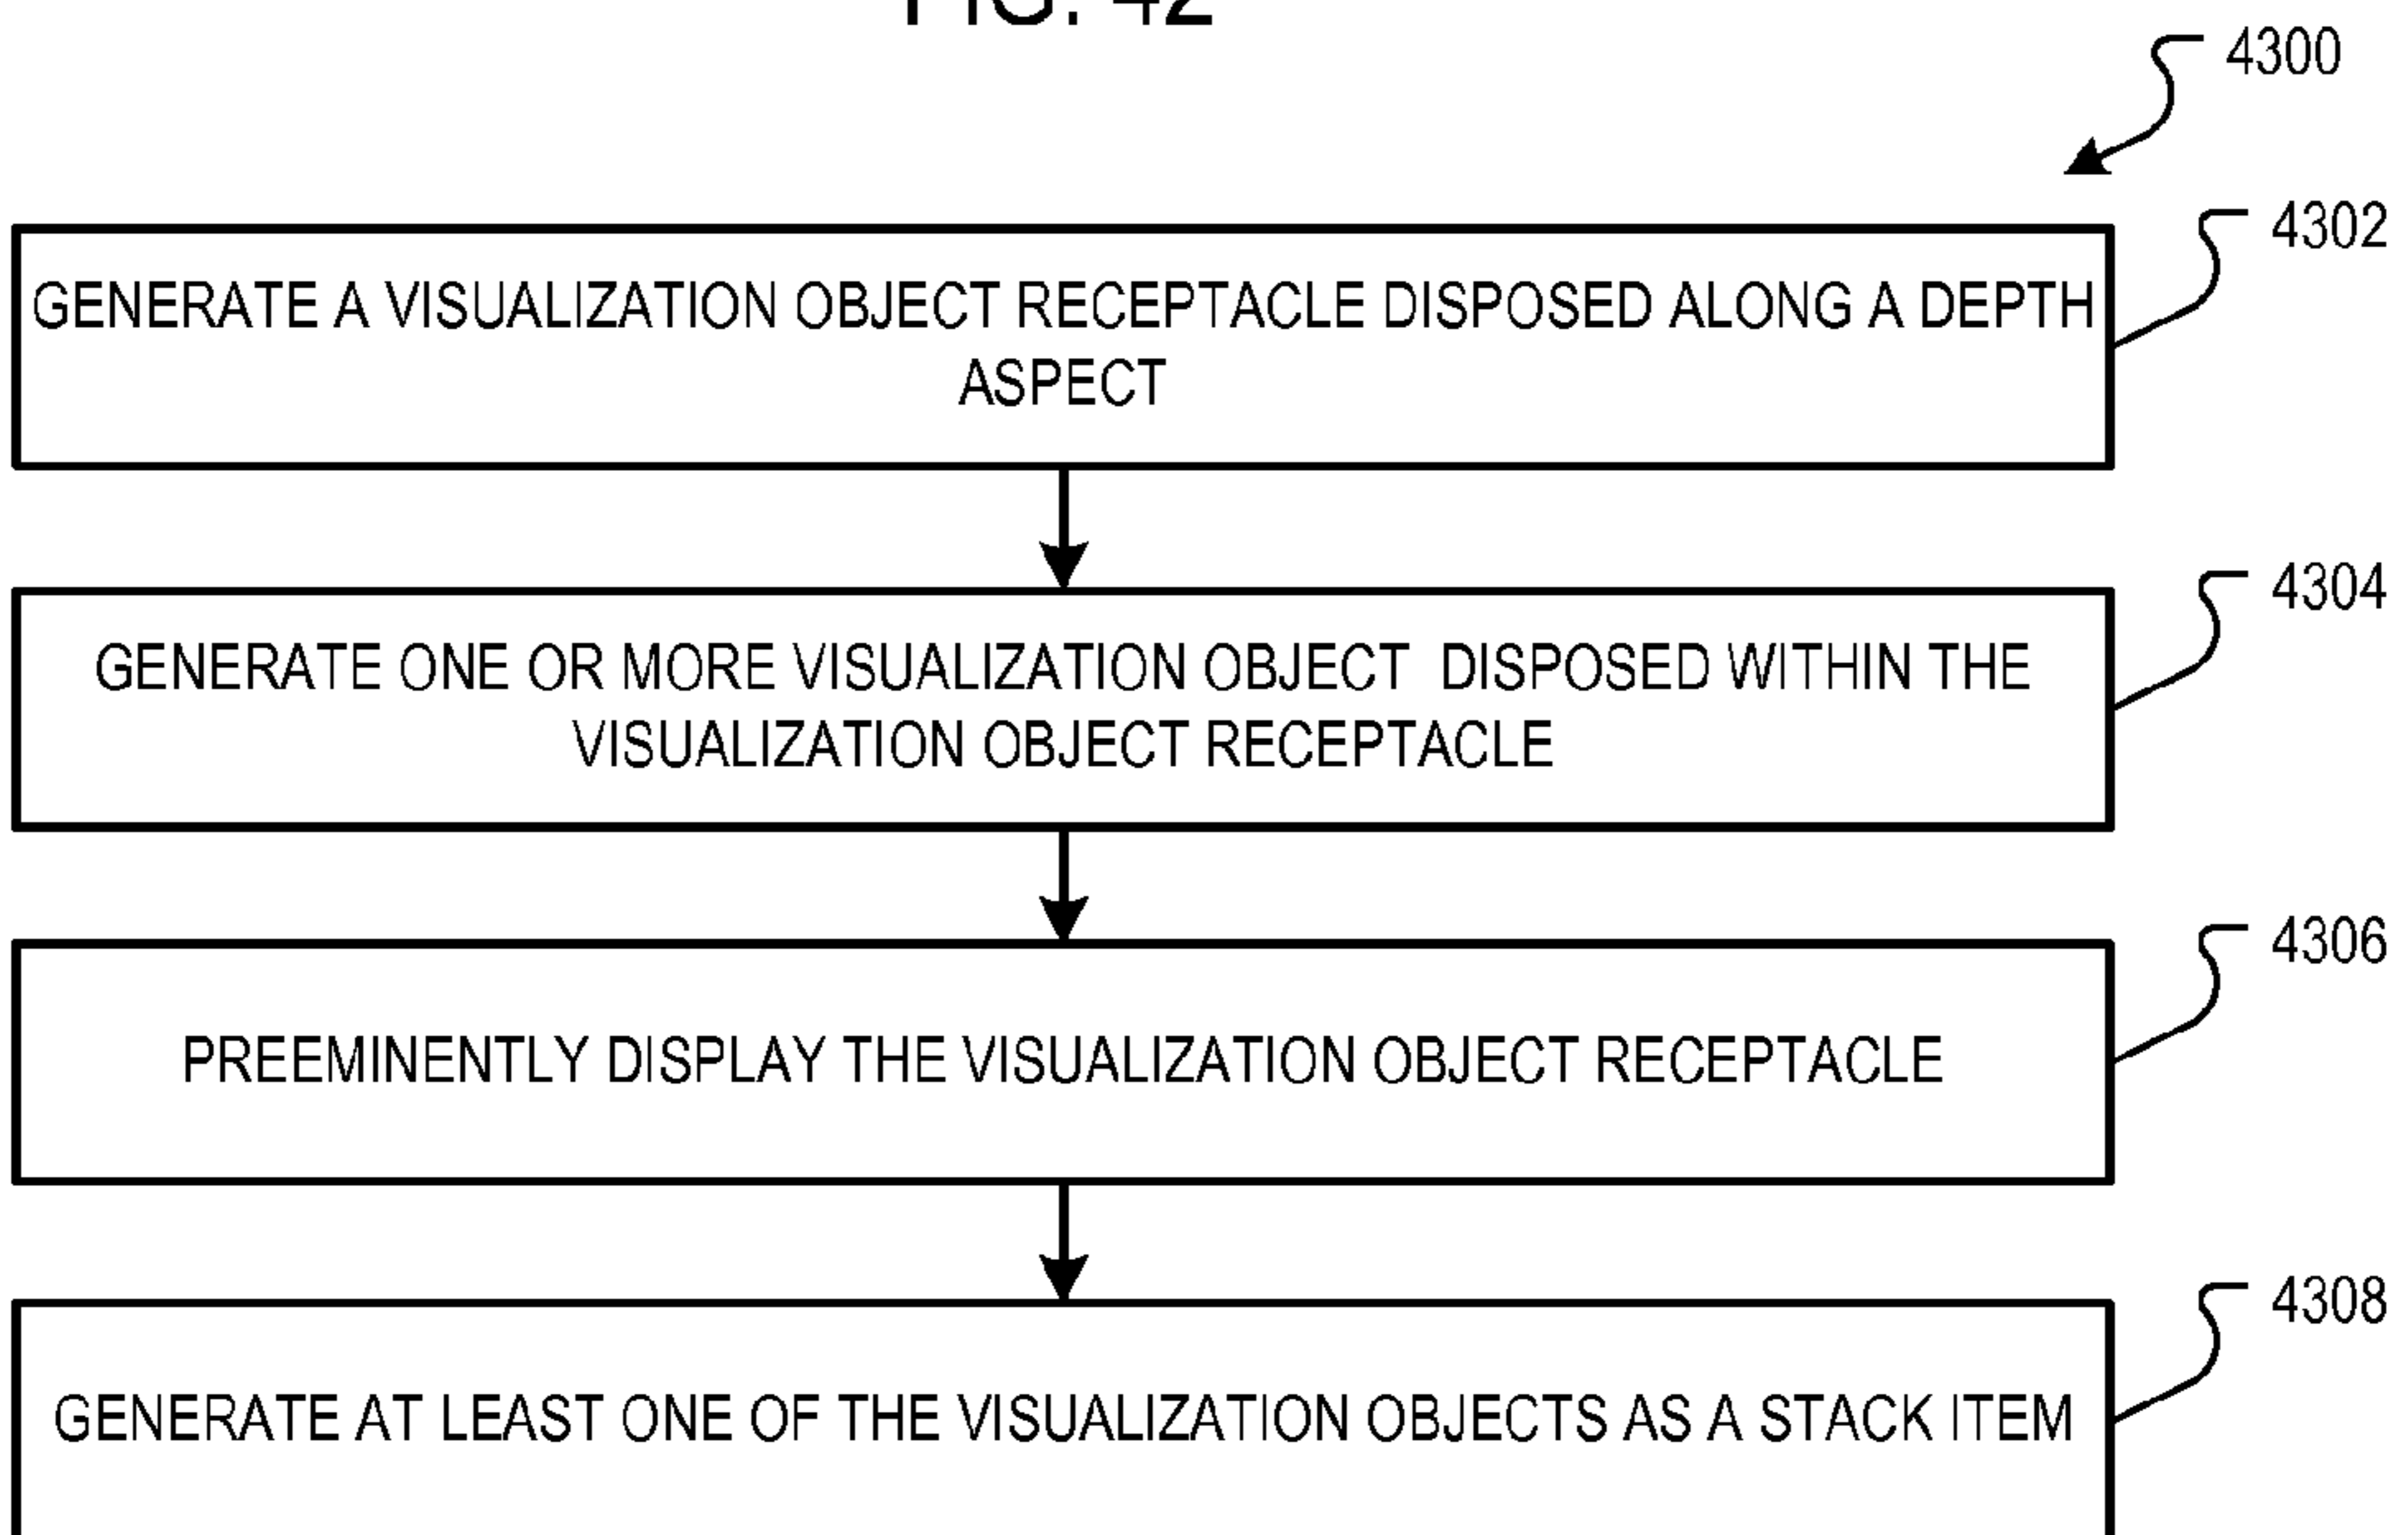 FIG. 42
4300
4302
GENERATE A VISUALIZATION OBJECT RECEPTACLE DISPOSED ALONG A DEPTH
ASPECT
4304
GENERATE ONE OR MORE VISUALIZATION OBJECT DISPOSED WITHIN THE
VISUALIZATION OBJECT RECEPTACLE
4306
PREEMINENTLY DISPLAY THE VISUALIZATION OBJECT RECEPTACLE
4308
GENERATE AT LEAST ONE OF THE VISUALIZATION OBJECTS AS A STACK ITEM